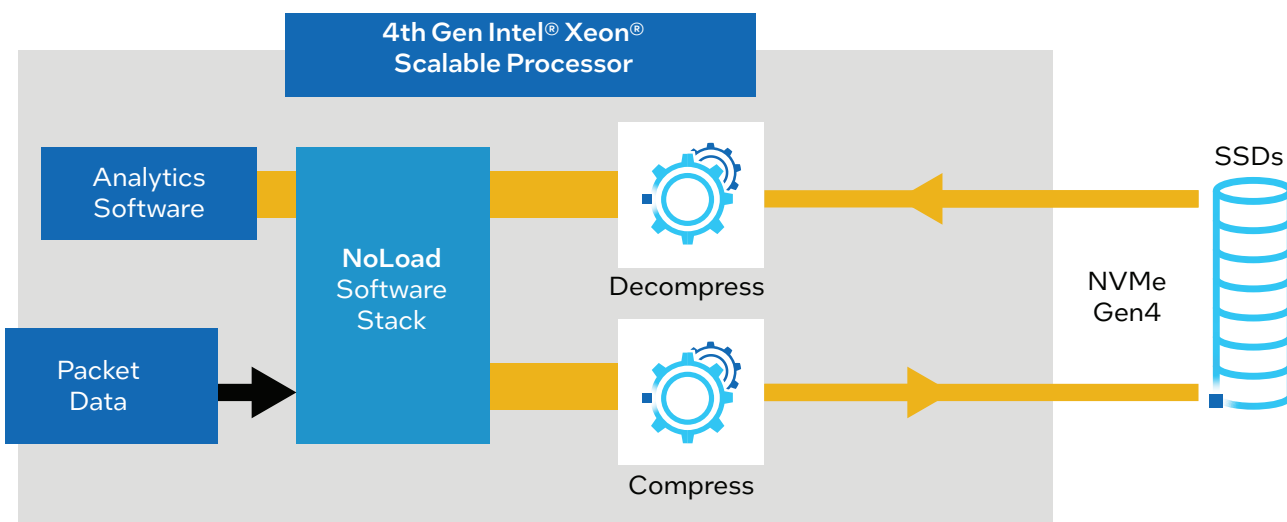 4th Gen Intel® Xeon®
Scalable Processor
Analytics
Software
NoLoad
Software
Stack
Packet
Data
Decompress
Compress
NVMe
Gen4
SSDs